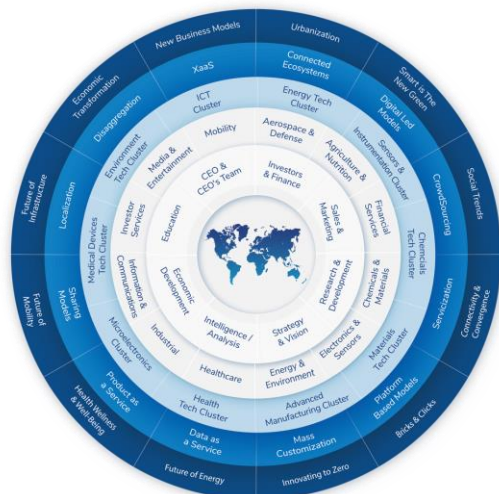 New Business Models
Urbanization
Smart is The
New Green
Social Trends
Connectivity &
Convergence
Bricks & Clicks
Innovating to Zero
Future of Energy
Health Wellness
& Well-Being
Future of
Mobility
Future of
Infrastructure
Economic
Transformation
XaaS
Connected
Ecosystems
Digital Led
Models
CrowdSourcing
Servicization
Platform
Based Models
Mass
Customization
Data as
a Service
Product as
a Service
Sharing
Models
Localization
Disaggregation
ICT
Cluster
Energy Tech
Cluster
Sensors &
Instrumentation Cluster
Chemcials
Tech Cluster
Materials
Tech Cluster
Advanced
Manufacturing Cluster
Health
Tech Cluster
Microelectronics
Cluster
Medical Devices
Tech Cluster
Environment
Tech Cluster
Mobility
Aerospace &
Defense
Agriculture &
Nutrition
Financial
Services
Chemicals &
Materials
Electronics &
Sensors
Energy &
Environment
Healthcare
Industrial
Information &
Communications
Investor
Services
Media &
Entertainment
CEO &
CEO's Team
Investors
& Finance
Sales &
Marketing
Research &
Development
Strategy
& Vision
Intelligence /
Analysis
Economic
Development
Education